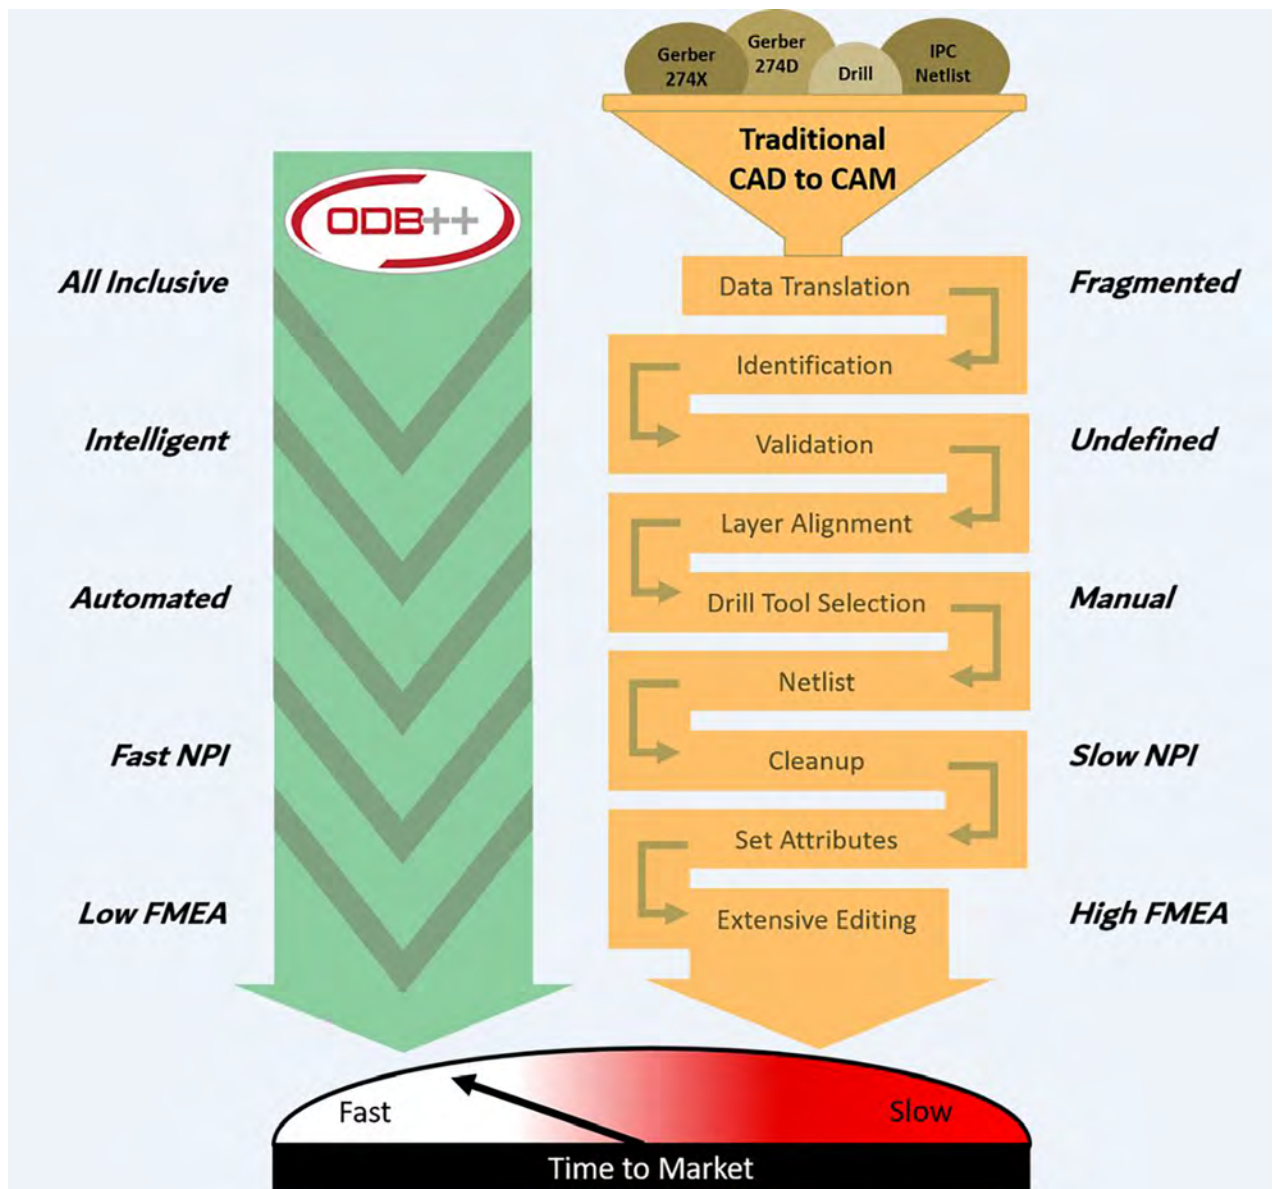 Gerber
274X
Gerber
274D
Drill
IPC
Netlist
Traditional
CAD to CAM
ODB++
All Inclusive
Data Translation
Fragmented
Identification
Intelligent
Validation
Undefined
Layer Alignment
Automated
Drill Tool Selection
Manual
Netlist
Fast NPI
Cleanup
Slow NPI
Set Attributes
Low FMEA
Extensive Editing
High FMEA
Fast
Slow
Time to Market